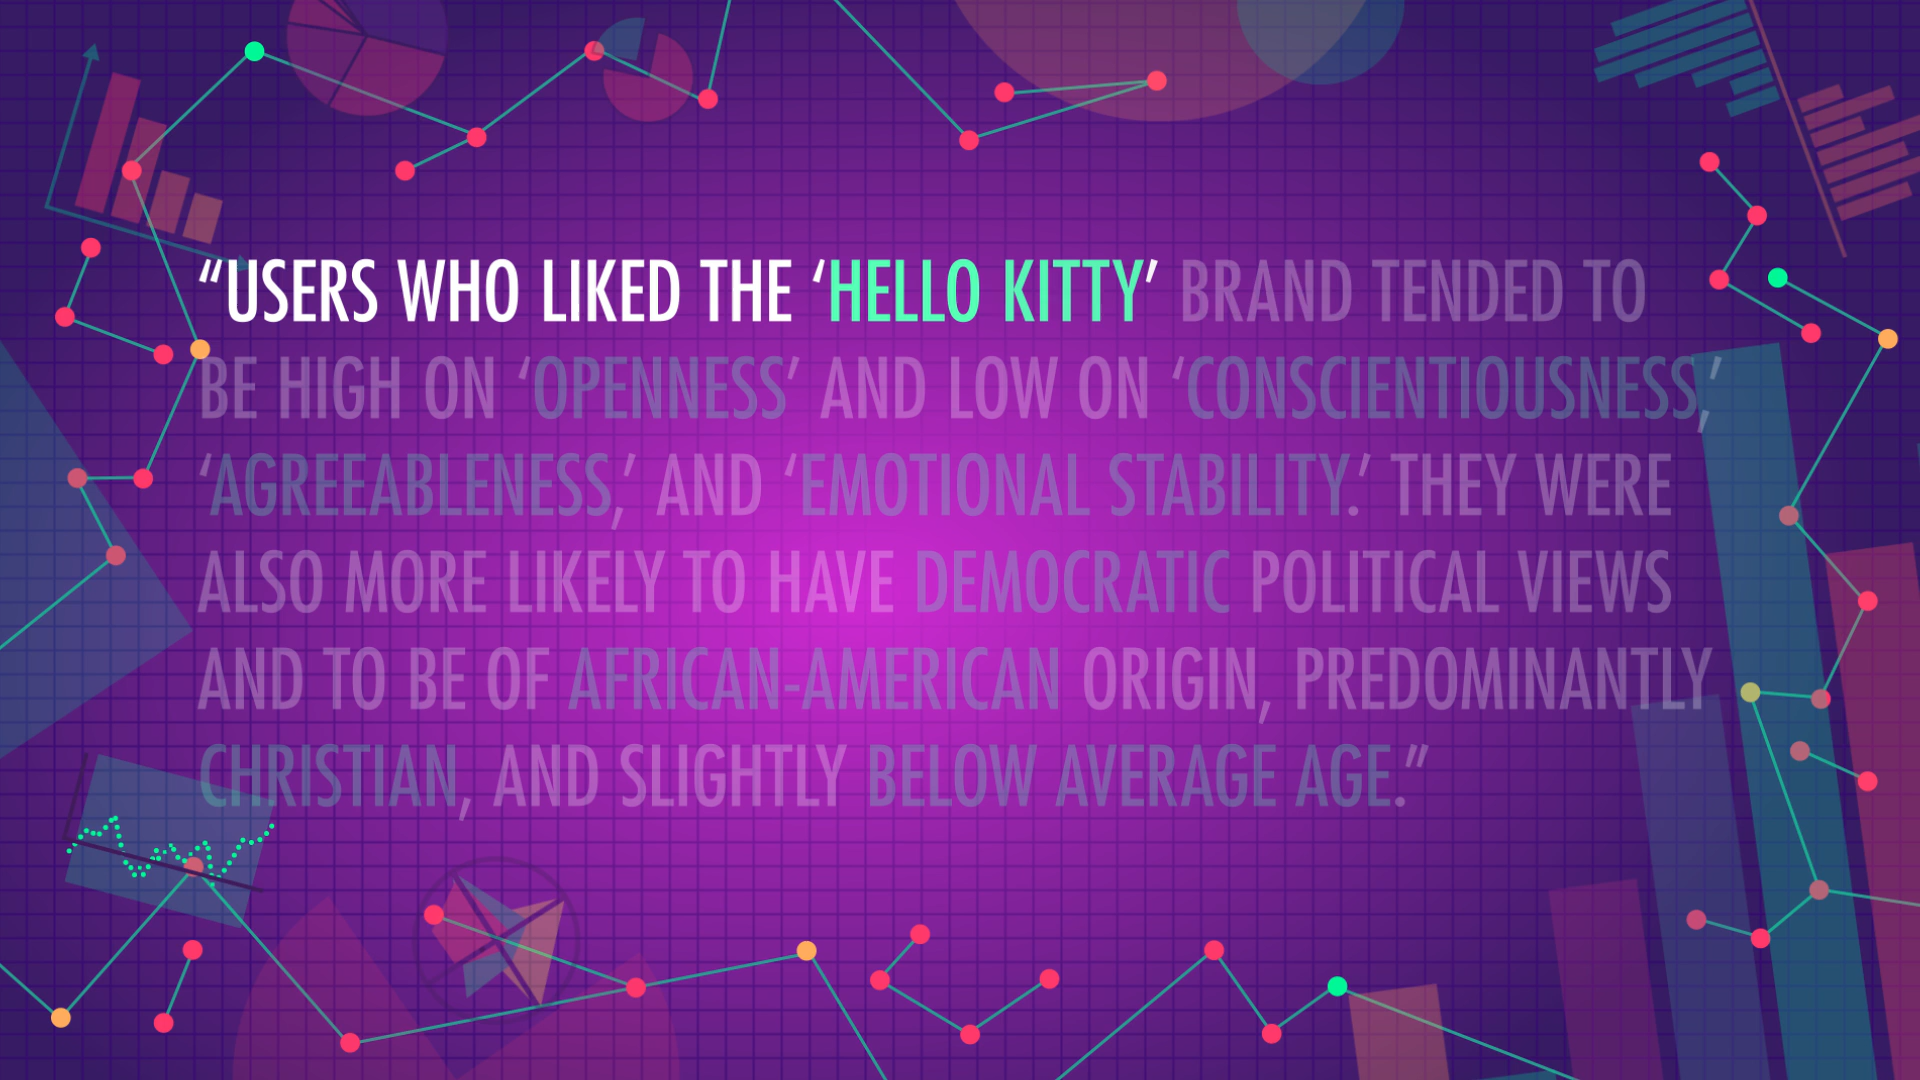 “USERS WHO LIKED THE ‘HELLO KITTY’ BRAND TENDED TO
BE HIGH ON ‘OPENNESS’ AND LOW ON ‘CONSCIENTIOUSNESS,’
‘AGREEABLENESS,’ AND ‘EMOTIONAL STABILITY.’ THEY WERE
ALSO MORE LIKELY TO HAVE DEMOCRATIC POLITICAL VIEWS
AND TO BE OF AFRICAN-AMERICAN ORIGIN, PREDOMINANTLY
CHRISTIAN, AND SLIGHTLY BELOW AVERAGE AGE.”